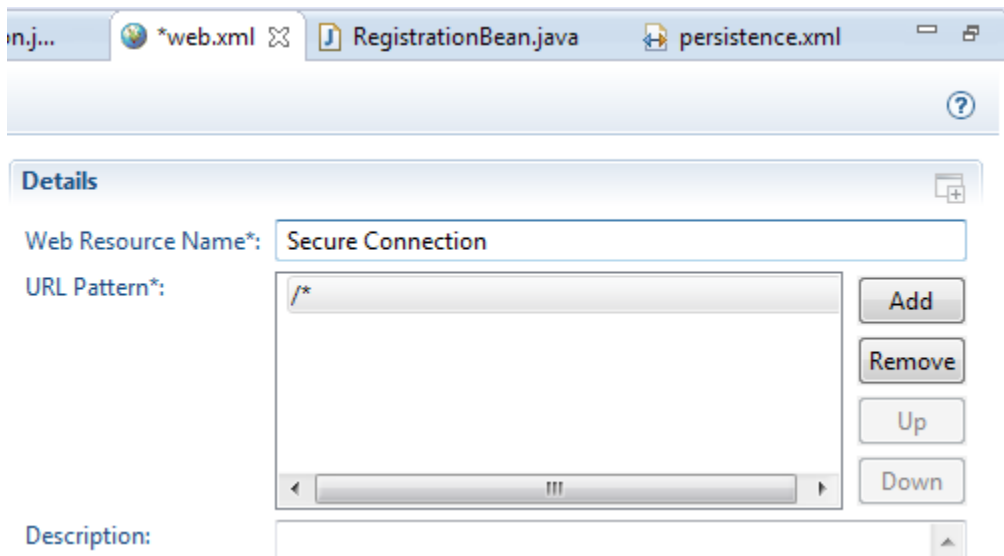 on.j... *web.xml RegistrationBean.java persistence.xml
Details
Web Resource Name*: Secure Connection
URL Pattern*: /* Add
Remove
Up
Down
Description: